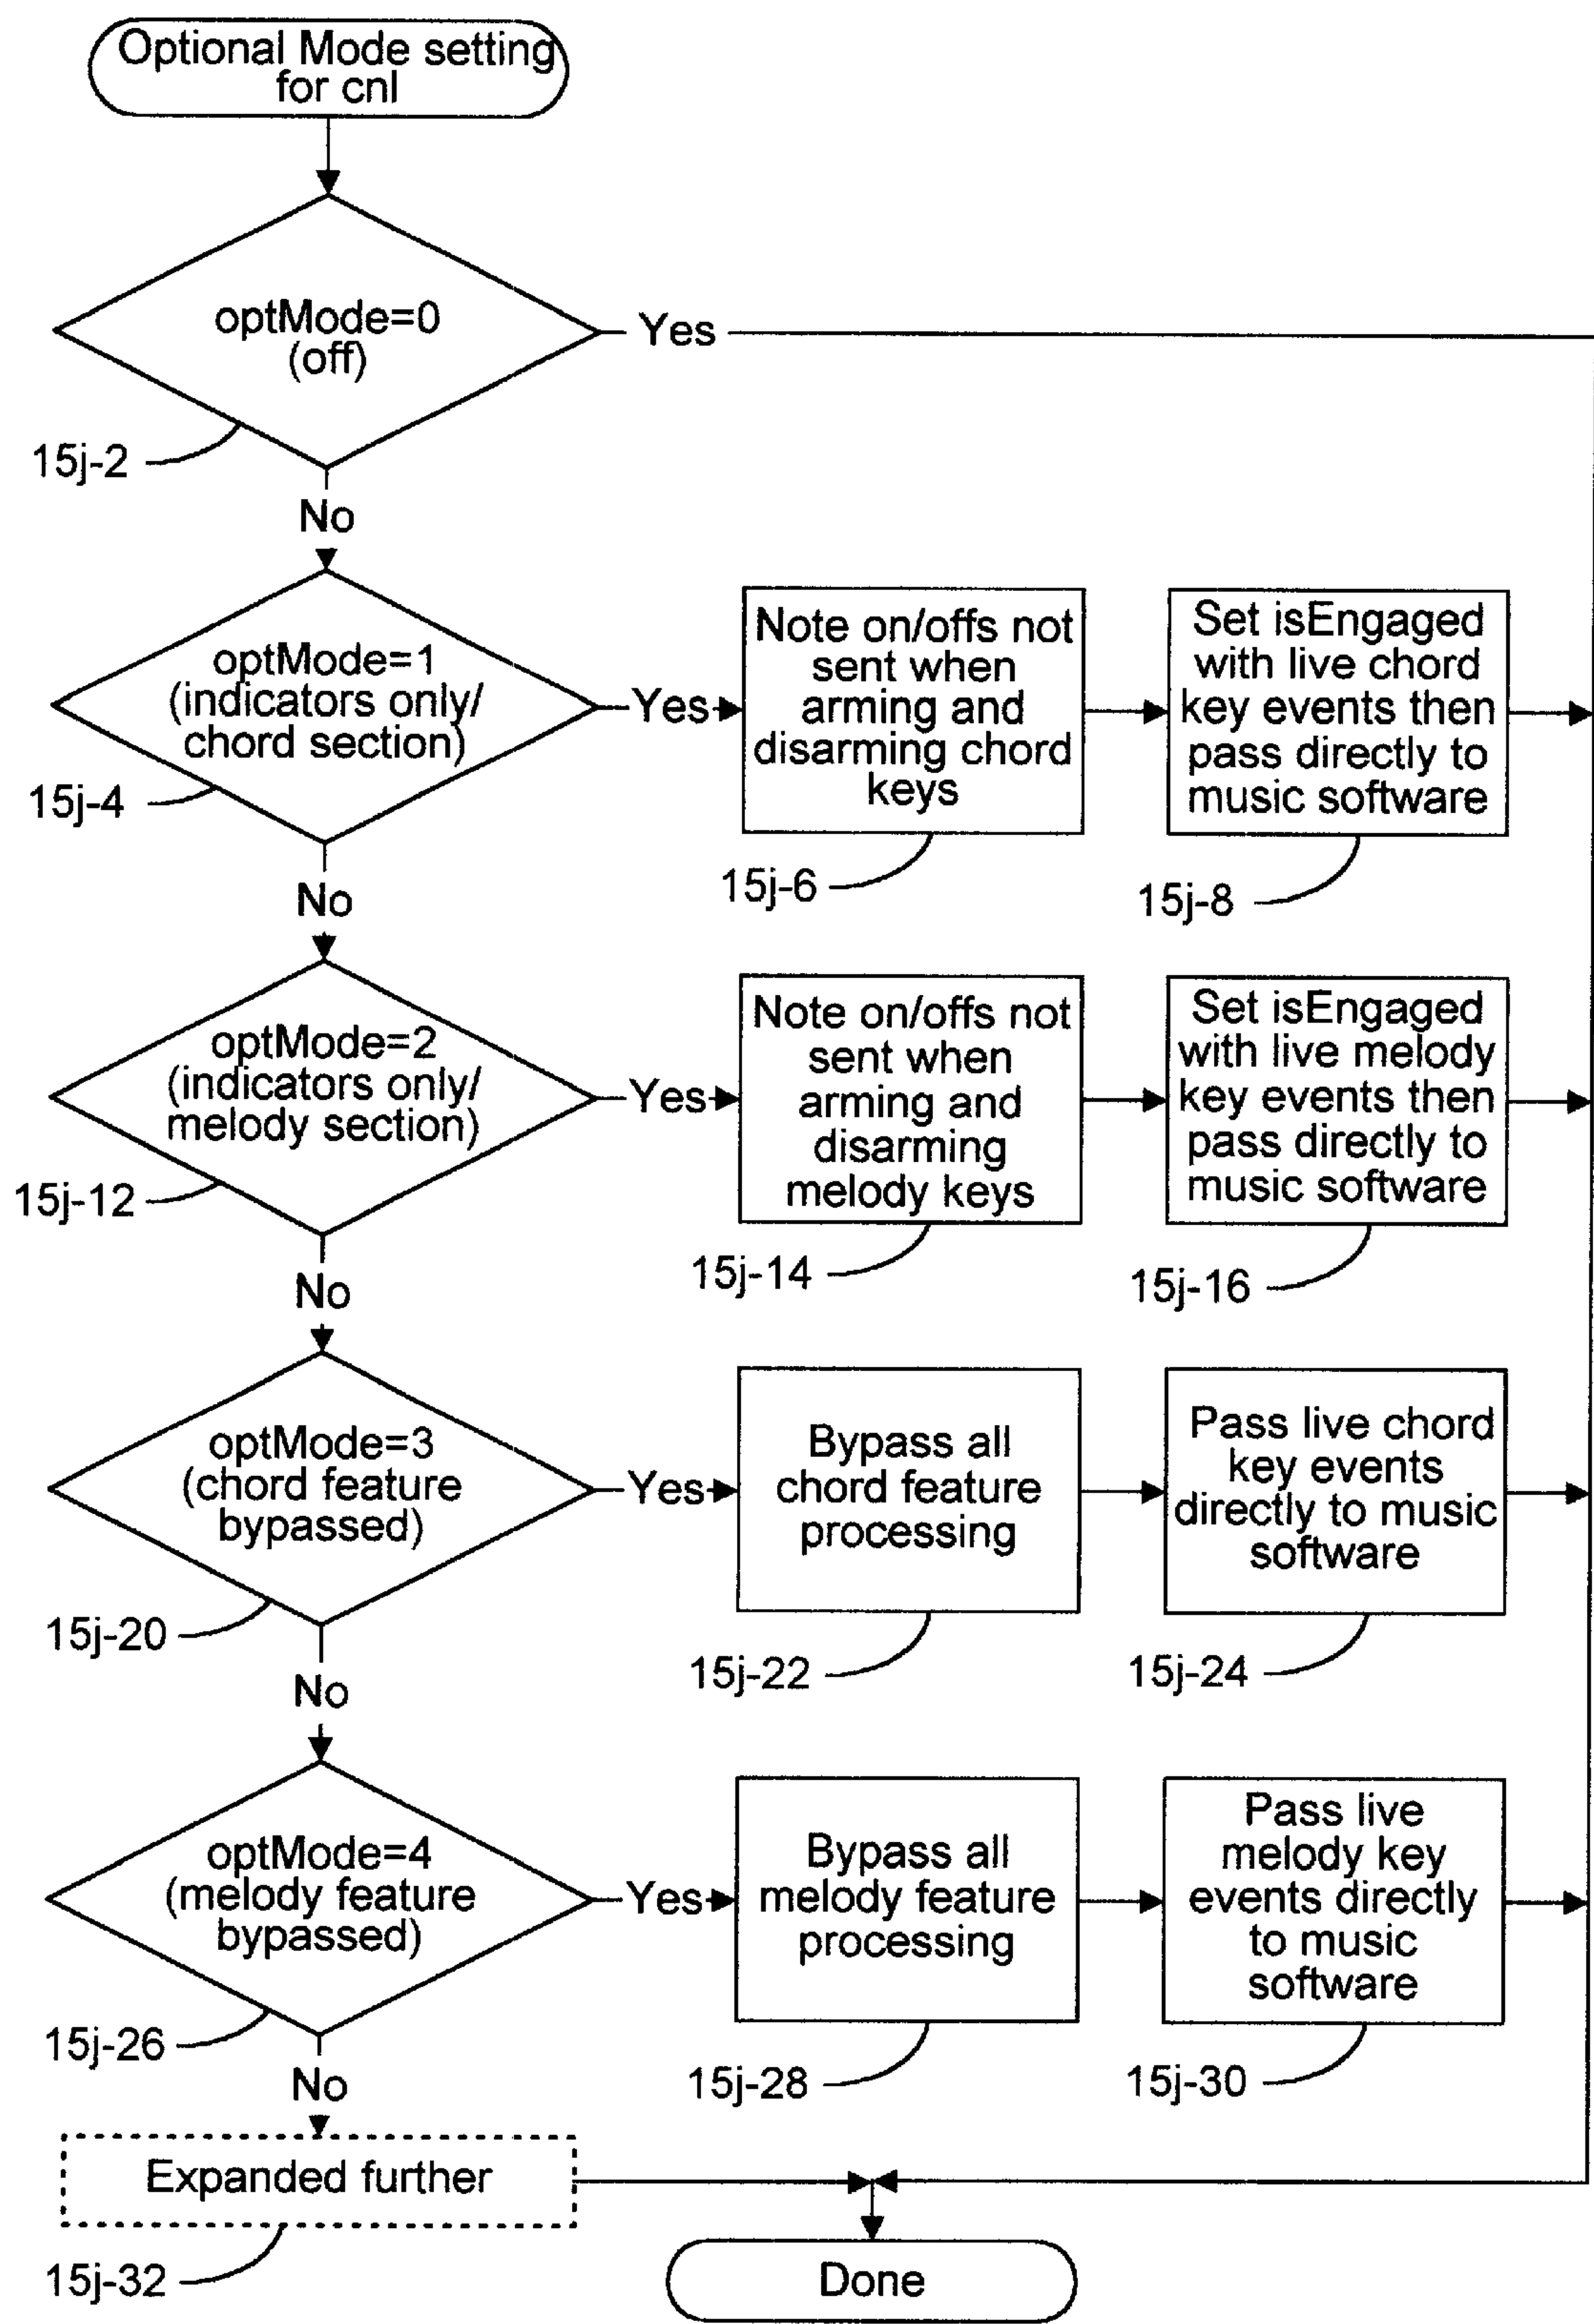 Optional Mode setting
for cnl
optMode=0
(off)
Yes
15j-2
No
optMode=1
(indicators only/
chord section)
Yes
Note on/offs not
sent when
arming and
disarming chord
keys
Set isEngaged
with live chord
key events then
pass directly to
music software
15j-4
15j-6
15j-8
No
optMode=2
(indicators only/
melody section)
Yes
Note on/offs not
sent when
arming and
disarming
melody keys
Set isEngaged
with live melody
key events then
pass directly to
music software
15j-12
15j-14
15j-16
No
optMode=3
(chord feature
bypassed)
Yes
Bypass all
chord feature
processing
Pass live chord
key events
directly to music
software
15j-20
15j-22
15j-24
No
optMode=4
(melody feature
bypassed)
Yes
Bypass all
melody feature
processing
Pass live
melody key
events directly
to music
software
15j-26
15j-28
15j-30
No
Expanded further
15j-32
Done